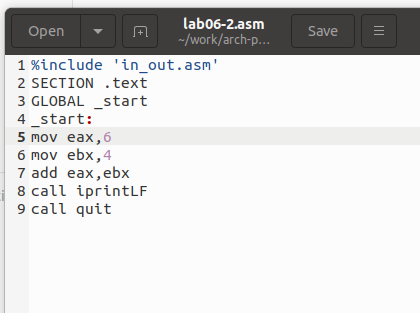 Open
lab06-2.asm
~/work/arch-p...
Save
1 %include 'in_out.asm'
2 SECTION .text
3 GLOBAL _start
4 _start:
5 mov eax,6
6 mov ebx,4
7 add eax,ebx
8 call iprintLF
9 call quit